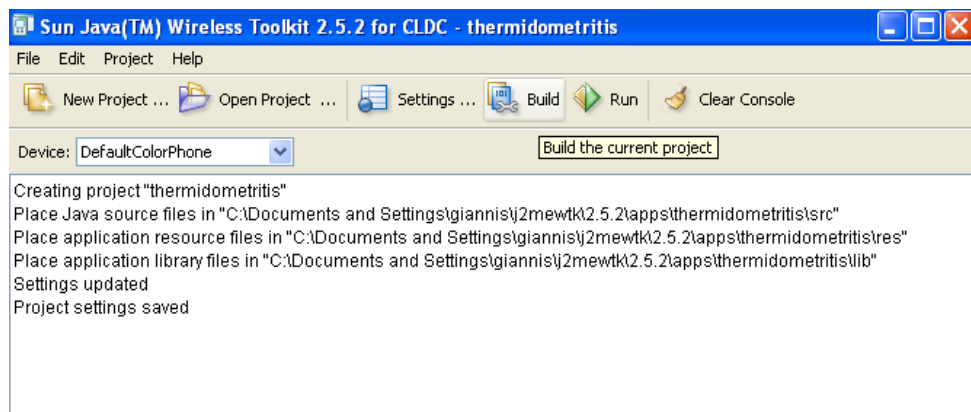 Sun Java(TM) Wireless Toolkit 2.5.2 for CLDC - thermidometritis
File Edit Project Help
New Project ... Open Project ... Settings ... Build Run Clear Console
Device: DefaultColorPhone
Build the current project
Creating project "thermidometritis"
Place Java source files in "C:\Documents and Settings\giannis\j2mewtk\2.5.2\apps\thermidometritis\src"
Place application resource files in "C:\Documents and Settings\giannis\j2mewtk\2.5.2\apps\thermidometritis\res"
Place application library files in "C:\Documents and Settings\giannis\j2mewtk\2.5.2\apps\thermidometritis\lib"
Settings updated
Project settings saved